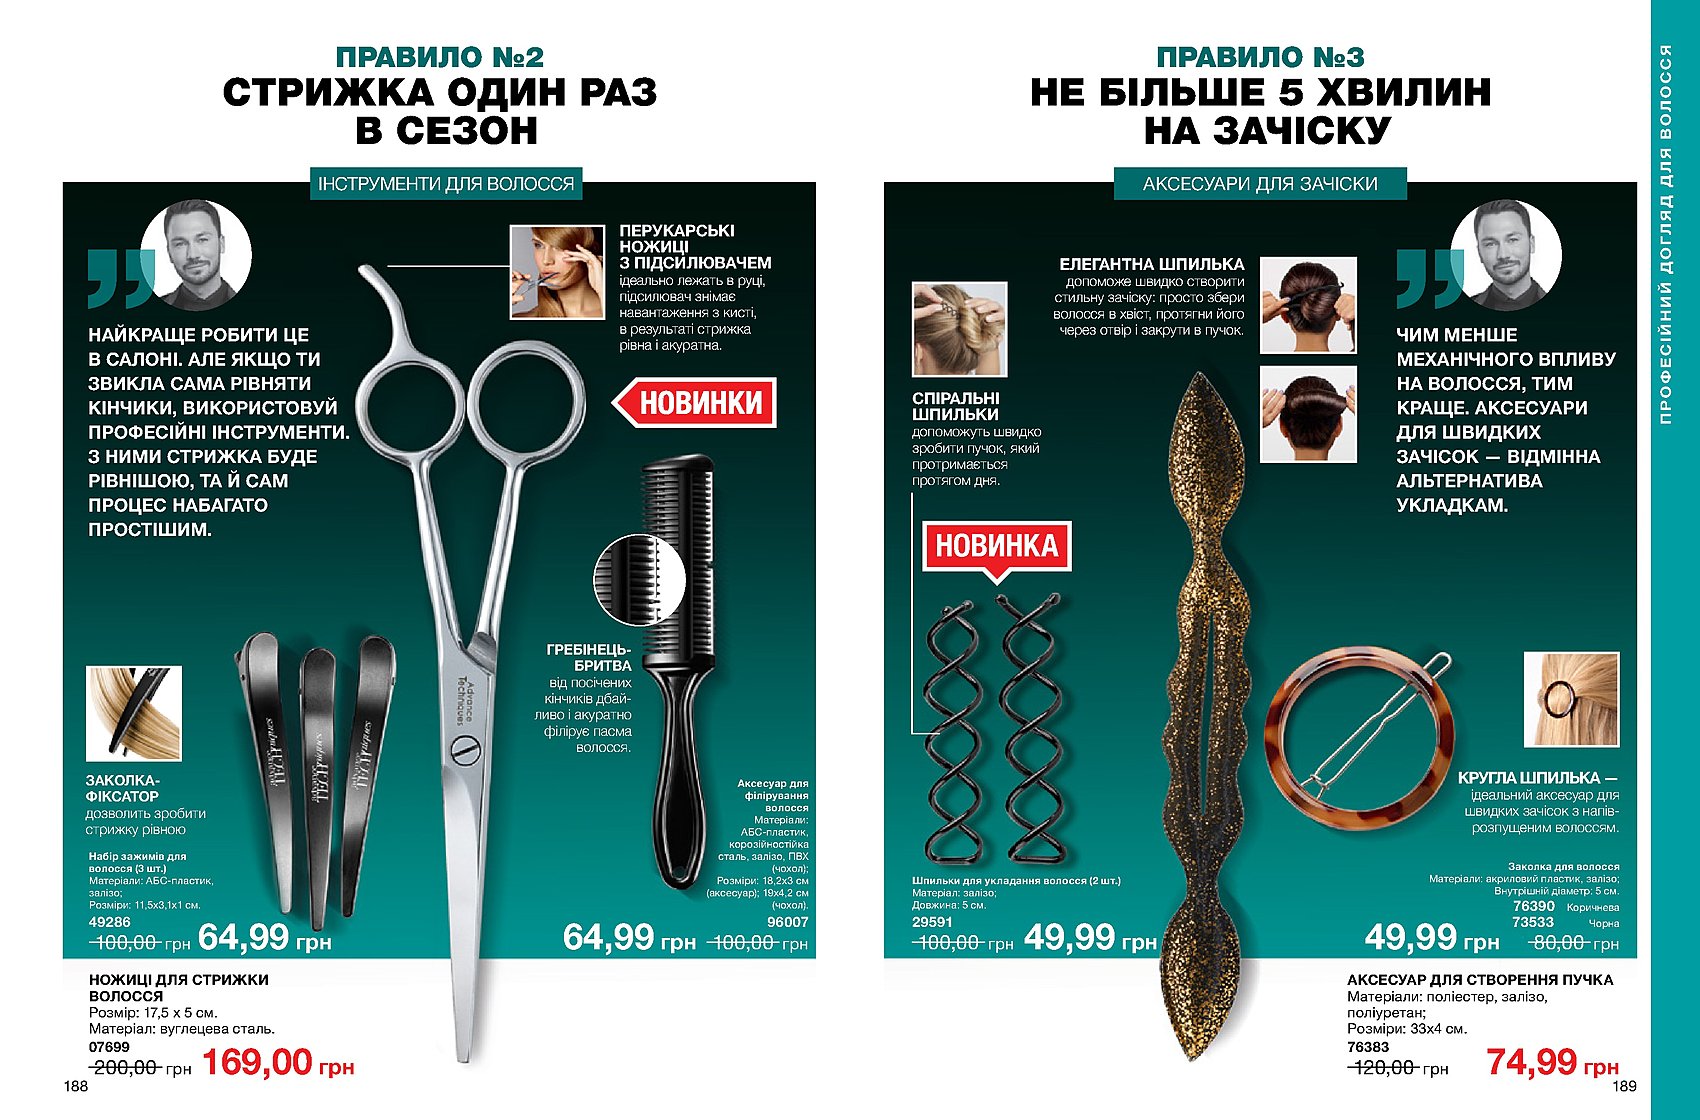 ПРАВИЛО №2
СТРИЖКА ОДИН РАЗ
В СЕЗОН
ІНСТРУМЕНТИ ДЛЯ ВОЛОССЯ
НАЙКРАЩЕ РОБИТИ ЦЕ
В САЛОНІ. АЛЕ ЯКЩО ТИ
ЗВИКЛА САМА РІВНЯТИ
КІНЧИКИ, ВИКОРИСТОВУЙ
ПРОФЕСІЙНІ ІНСТРУМЕНТИ.
З НИМИ СТРИЖКА БУДЕ
РІВНІШОЮ, ТА Й САМ
ПРОЦЕС НАБАГАТО
ПРОСТІШИМ.
ПЕРУКАРСЬКІ
НОЖИЦІ
З ПІДСИЛЮВАЧЕМ
ідеально лежать в руці,
підсилювач знімає
навантаження з кисті,
в результаті стрижка
рівна і акуратна.
НОВИНКИ
ГРЕБІНЕЦЬ-
БРИТВА
від посічених
кінчиків дбай-
ливо і акуратно
філірує пасма
волосся.
Advance
Techniques
ЗАКОЛКА-
ФІКСАТОР
дозволить зробити
стрижку рівною
Набір зажимів для
волосся (3 шт.)
Матеріали: АБС-пластик,
залізо;
Розміри: 11,5х3,1х1 см.
49286
100,00 грн 64,99 грн
Аксесуар для
філірування
волосся
Матеріали:
АБС-пластик,
корозійностійка
сталь, залізо, ПВХ
(чохол);
Розміри: 18,2х3 см
(аксесуар); 19х4,2 см
(чохол).
96007
64,99 грн 100,00 грн
НОЖИЦІ ДЛЯ СТРИЖКИ
ВОЛОССЯ
Розмір: 17,5 х 5 см.
Матеріал: вуглецева сталь.
07699
200,00 грн 169,00 грн
188
ПРАВИЛО №3
НЕ БІЛЬШЕ 5 ХВИЛИН
НА ЗАЧІСКУ
АКСЕСУАРИ ДЛЯ ЗАЧІСКИ
ЕЛЕГАНТНА ШПИЛЬКА
допоможе швидко створити
стильну зачіску: просто збери
волосся в хвіст, протягни його
через отвір і закрути в пучок.
СПІРАЛЬНІ
ШПИЛЬКИ
допоможуть швидко
зробити пучок, який
протримається
протягом дня.
НОВИНКА
ЧИМ МЕНШЕ
МЕХАНІЧНОГО ВПЛИВУ
НА ВОЛОССЯ, ТИМ
КРАЩЕ. АКСЕСУАРИ
ДЛЯ ШВИДКИХ
ЗАЧІСОК — ВІДМІННА
АЛЬТЕРНАТИВА
УКЛАДКАМ.
Шпильки для укладання волосся (2 шт.)
Матеріал: залізо;
Довжина: 5 см.
29591
100,00 грн 49,99 грн
КРУГЛА ШПИЛЬКА —
ідеальний аксесуар для
швидких зачісок з напів-
розпущеним волоссям.
Заколка для волосся
Матеріали: акриловий пластик, залізо;
Внутрішній діаметр: 5 см.
76390 Коричнева
73533 Чорна
49,99 грн 80,00 грн
АКСЕСУАР ДЛЯ СТВОРЕННЯ ПУЧКА
Матеріали: поліестер, залізо,
поліуретан;
Розміри: 33х4 см.
76383
120,00 грн 74,99 грн
189
ПРОФЕСІЙНИЙ ДОГЛЯД ДЛЯ ВОЛОССЯ